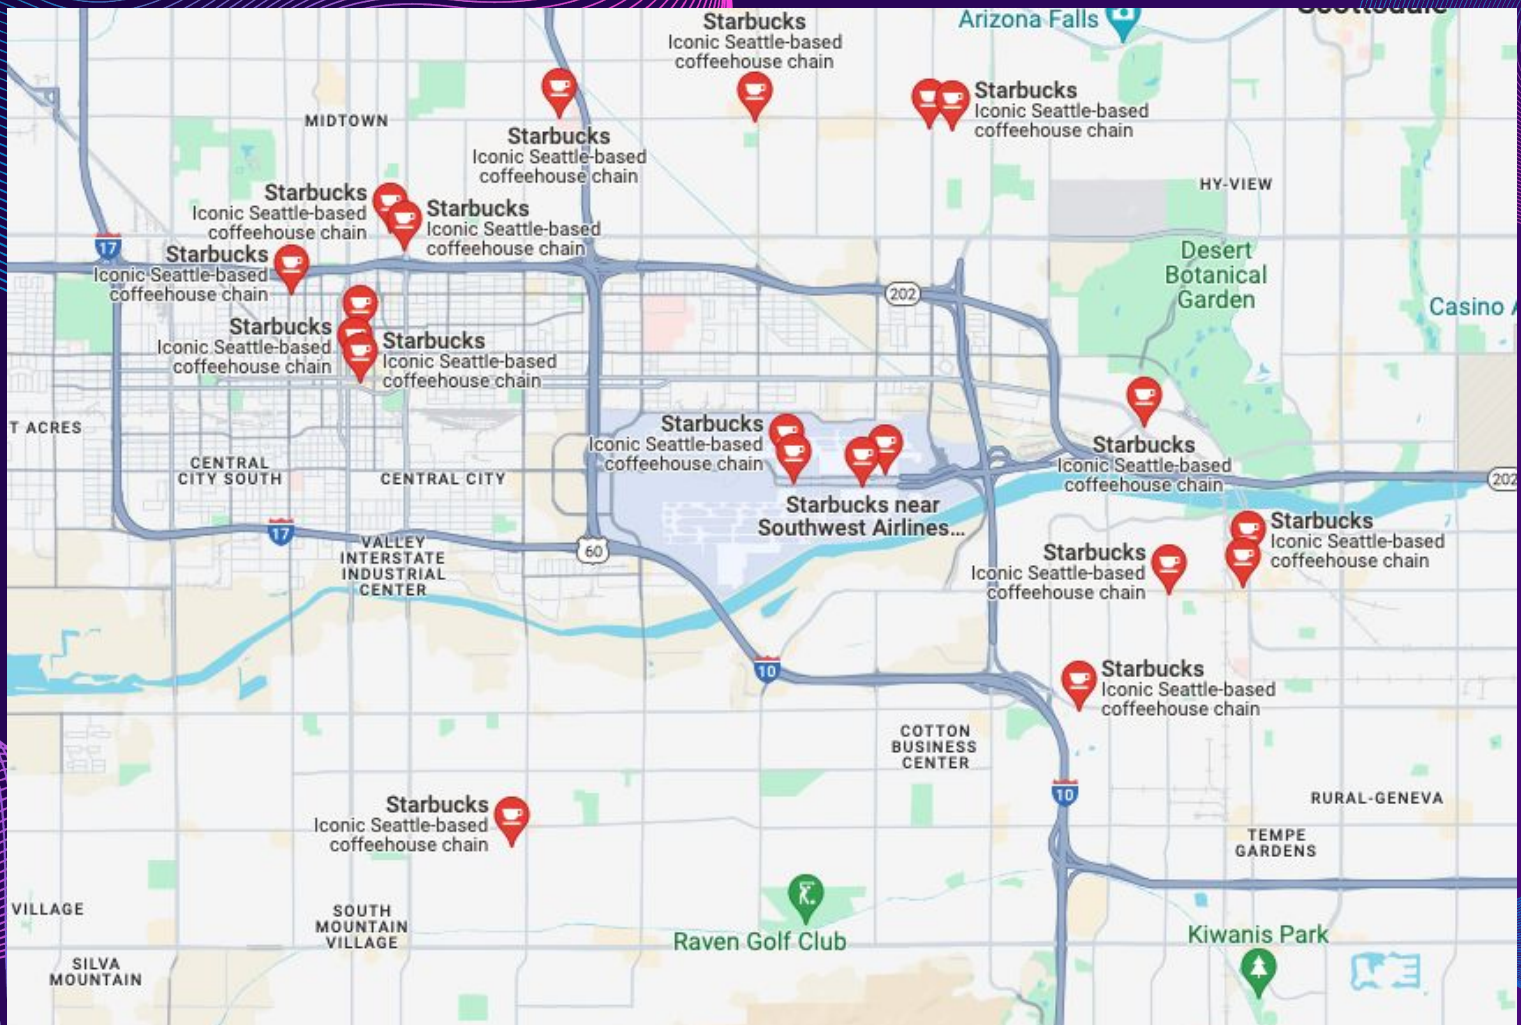 Scottsdale
Arizona Falls
Starbucks
Iconic Seattle-based
coffeehouse chain
Starbucks
Iconic Seattle-based
coffeehouse chain
MIDTOWN
Starbucks
Iconic Seattle-based
coffeehouse chain
HY-VIEW
Starbucks
Iconic Seattle-based
coffeehouse chain
Starbucks
Iconic Seattle-based
coffeehouse chain
17
Starbucks
Iconic Seattle-based
coffeehouse chain
Desert
Botanical
Garden
202
Casino
Starbucks
Iconic Seattle-based
coffeehouse chain
Starbucks
Iconic Seattle-based
coffeehouse chain
T ACRES
Starbucks
Iconic Seattle-based
coffeehouse chain
Starbucks
Iconic Seattle-based
coffeehouse chain
CENTRAL
CITY SOUTH
CENTRAL CITY
202
Starbucks near
Southwest Airlines...
17
60
VALLEY
INTERSTATE
INDUSTRIAL
CENTER
Starbucks
Iconic Seattle-based
coffeehouse chain
Starbucks
Iconic Seattle-based
coffeehouse chain
10
Starbucks
Iconic Seattle-based
coffeehouse chain
COTTON
BUSINESS
CENTER
10
RURAL-GENEVA
Starbucks
Iconic Seattle-based
coffeehouse chain
TEMPE
GARDENS
VILLAGE
SOUTH
MOUNTAIN
VILLAGE
Raven Golf Club
Kiwanis Park
SILVA
MOUNTAIN